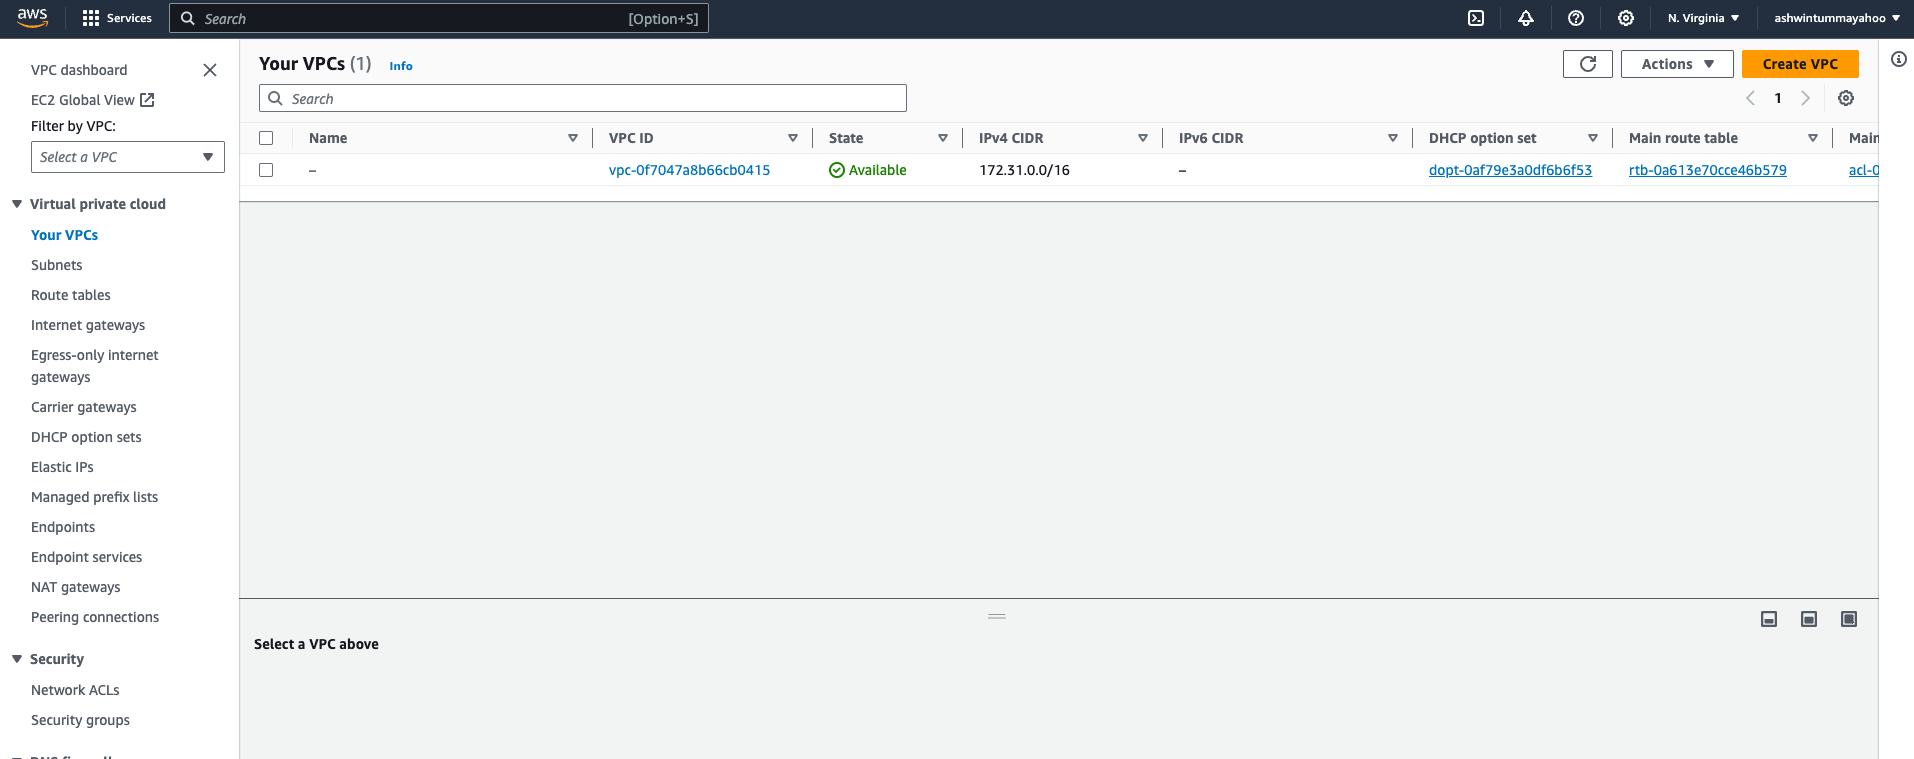 aws
Services
Search
[Option+S]
N. Virginia
ashwintummayahoo
VPC dashboard
EC2 Global View
Filter by VPC:
Select a VPC
Virtual private cloud
Your VPCs
Subnets
Route tables
Internet gateways
Egress-only internet
gateways
Carrier gateways
DHCP option sets
Elastic IPs
Managed prefix lists
Endpoints
Endpoint services
NAT gateways
Peering connections
Security
Network ACLs
Security groups
Your VPCs (1) Info
Actions
Create VPC
Search
1
Name VPC ID State IPv4 CIDR IPv6 CIDR DHCP option set Main route table Main
– vpc-0f7047a8b66cb0415 Available 172.31.0.0/16 – dopt-0af79e3a0df6b6f53 rtb-0a613e70cce46b579 acl-0
Select a VPC above